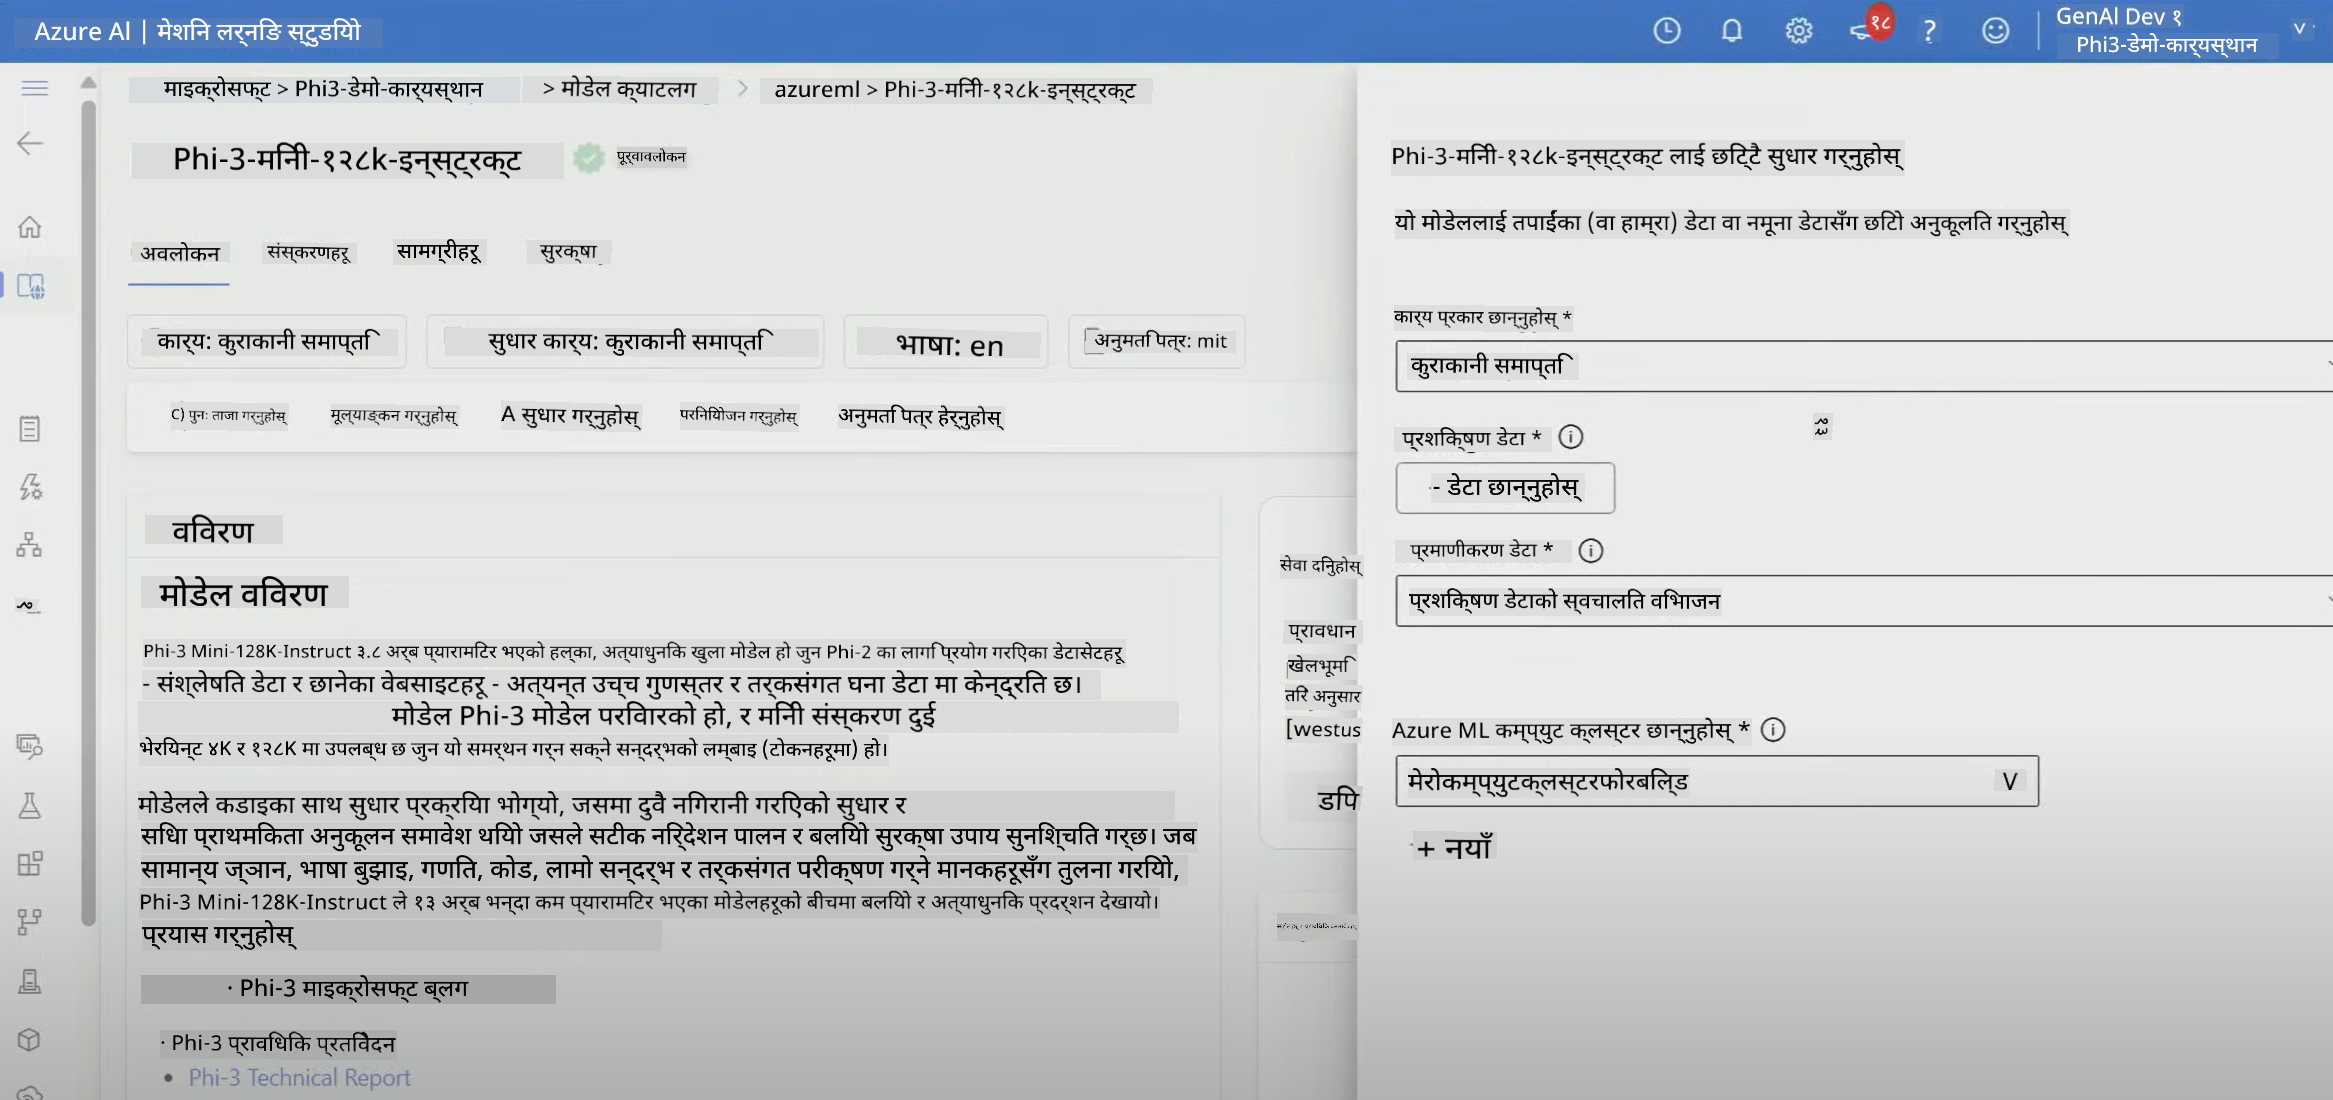 Azure AI | मेशिन लर्निङ स्टुडियो
१८
?
GenAI Dev १
Phi3-डेमो-कार्यस्थान
माइक्रोसफ्ट > Phi3-डेमो-कार्यस्थान > मोडेल क्याटलग > azureml > Phi-3-मिनी-१२८k-इन्स्ट्रक्ट
Phi-3-मिनी-१२८k-इन्स्ट्रक्ट
पूर्वावलोकन
अवलोकन संस्करणहरू सामग्रीहरू सुरक्षा
कार्य: कुराकानी समाप्ति
सुधार कार्य: कुराकानी समाप्ति
भाषा: en
अनुमति पत्र: mit
C) पुनः ताजा गर्नुहोस् मूल्याङ्कन गर्नुहोस् A सुधार गर्नुहोस् परिनियोजन गर्नुहोस् अनुमति पत्र हेर्नुहोस्
विवरण
मोडेल विवरण
Phi-3 Mini-128K-Instruct ३.८ अर्ब प्यारामिटर भएको हल्का, अत्याधुनिक खुला मोडेल हो जुन Phi-2 का लागि प्रयोग गरिएका डेटासेटहरू
- संश्लेषित डेटा र छानेका वेबसाइटहरू - अत्यन्त उच्च गुणस्तर र तर्कसंगत घना डेटा मा केन्द्रित छ।
मोडेल Phi-3 मोडेल परिवारको हो, र मिनी संस्करण दुई
भेरियन्ट ४K र १२८K मा उपलब्ध छ जुन यो समर्थन गर्न सक्ने सन्दर्भको लम्बाइ (टोकनहरूमा) हो।
मोडेलले कडाइका साथ सुधार प्रक्रिया भोग्यो, जसमा दुवै निगरानी गरिएको सुधार र
सिधा प्राथमिकता अनुकूलन समावेश थियो जसले सटीक निर्देशन पालन र बलियो सुरक्षा उपाय सुनिश्चित गर्छ। जब
सामान्य ज्ञान, भाषा बुझाइ, गणित, कोड, लामो सन्दर्भ र तर्कसंगत परीक्षण गर्ने मानकहरूसँग तुलना गरियो,
Phi-3 Mini-128K-Instruct ले १३ अर्ब भन्दा कम प्यारामिटर भएका मोडेलहरूको बीचमा बलियो र अत्याधुनिक प्रदर्शन देखायो।
प्रयास गर्नुहोस्
· Phi-3 माइक्रोसफ्ट ब्लग
· Phi-3 प्राविधिक प्रतिवेदन
• Phi-3 Technical Report
सेवा दिनुहोस्
प्रावधान
खेलभूमि
तिर अनुसार
[westus
डिप
Phi-3-मिनी-१२८k-इन्स्ट्रक्ट लाई छिट्टै सुधार गर्नुहोस्
यो मोडेललाई तपाईंका (वा हाम्रा) डेटा वा नमूना डेटासँग छिटो अनुकूलित गर्नुहोस्
कार्य प्रकार छान्नुहोस् *
कुराकानी समाप्ति
प्रशिक्षण डेटा *
- डेटा छान्नुहोस्
प्रमाणीकरण डेटा *
प्रशिक्षण डेटाको स्वचालित विभाजन
Azure ML कम्प्युट क्लस्टर छान्नुहोस् *
मेरोकम्प्युटक्लस्टरफोरबिल्ड V
+ नयाँ